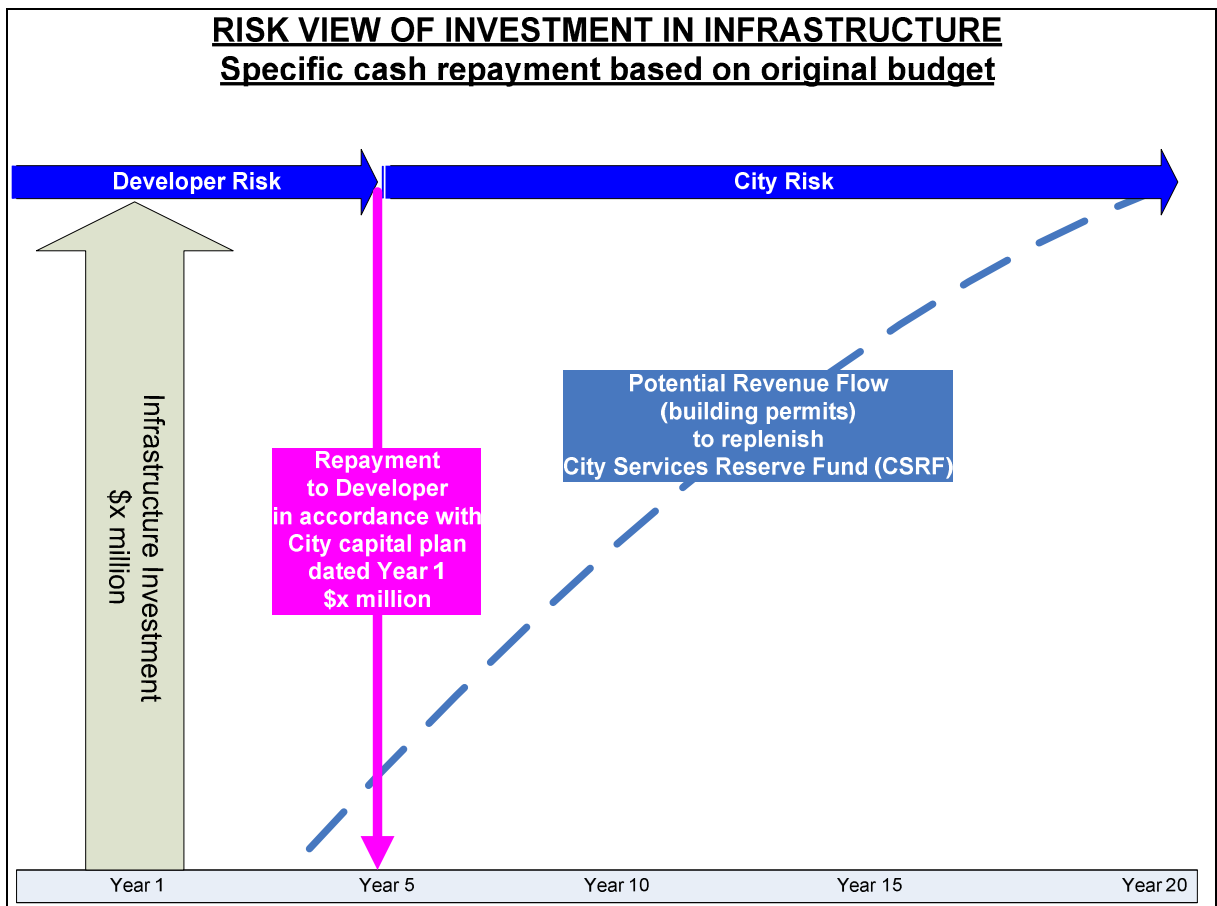 RISK VIEW OF INVESTMENT IN INFRASTRUCTURE
Specific cash repayment based on original budget
Developer Risk
City Risk
Infrastructure Investment
$x million
Potential Revenue Flow
(building permits)
to replenish
City Services Reserve Fund (CSRF)
Repayment
to Developer
in accordance with
City capital plan
dated Year 1
$x million
Year 1
Year 5
Year 10
Year 15
Year 20